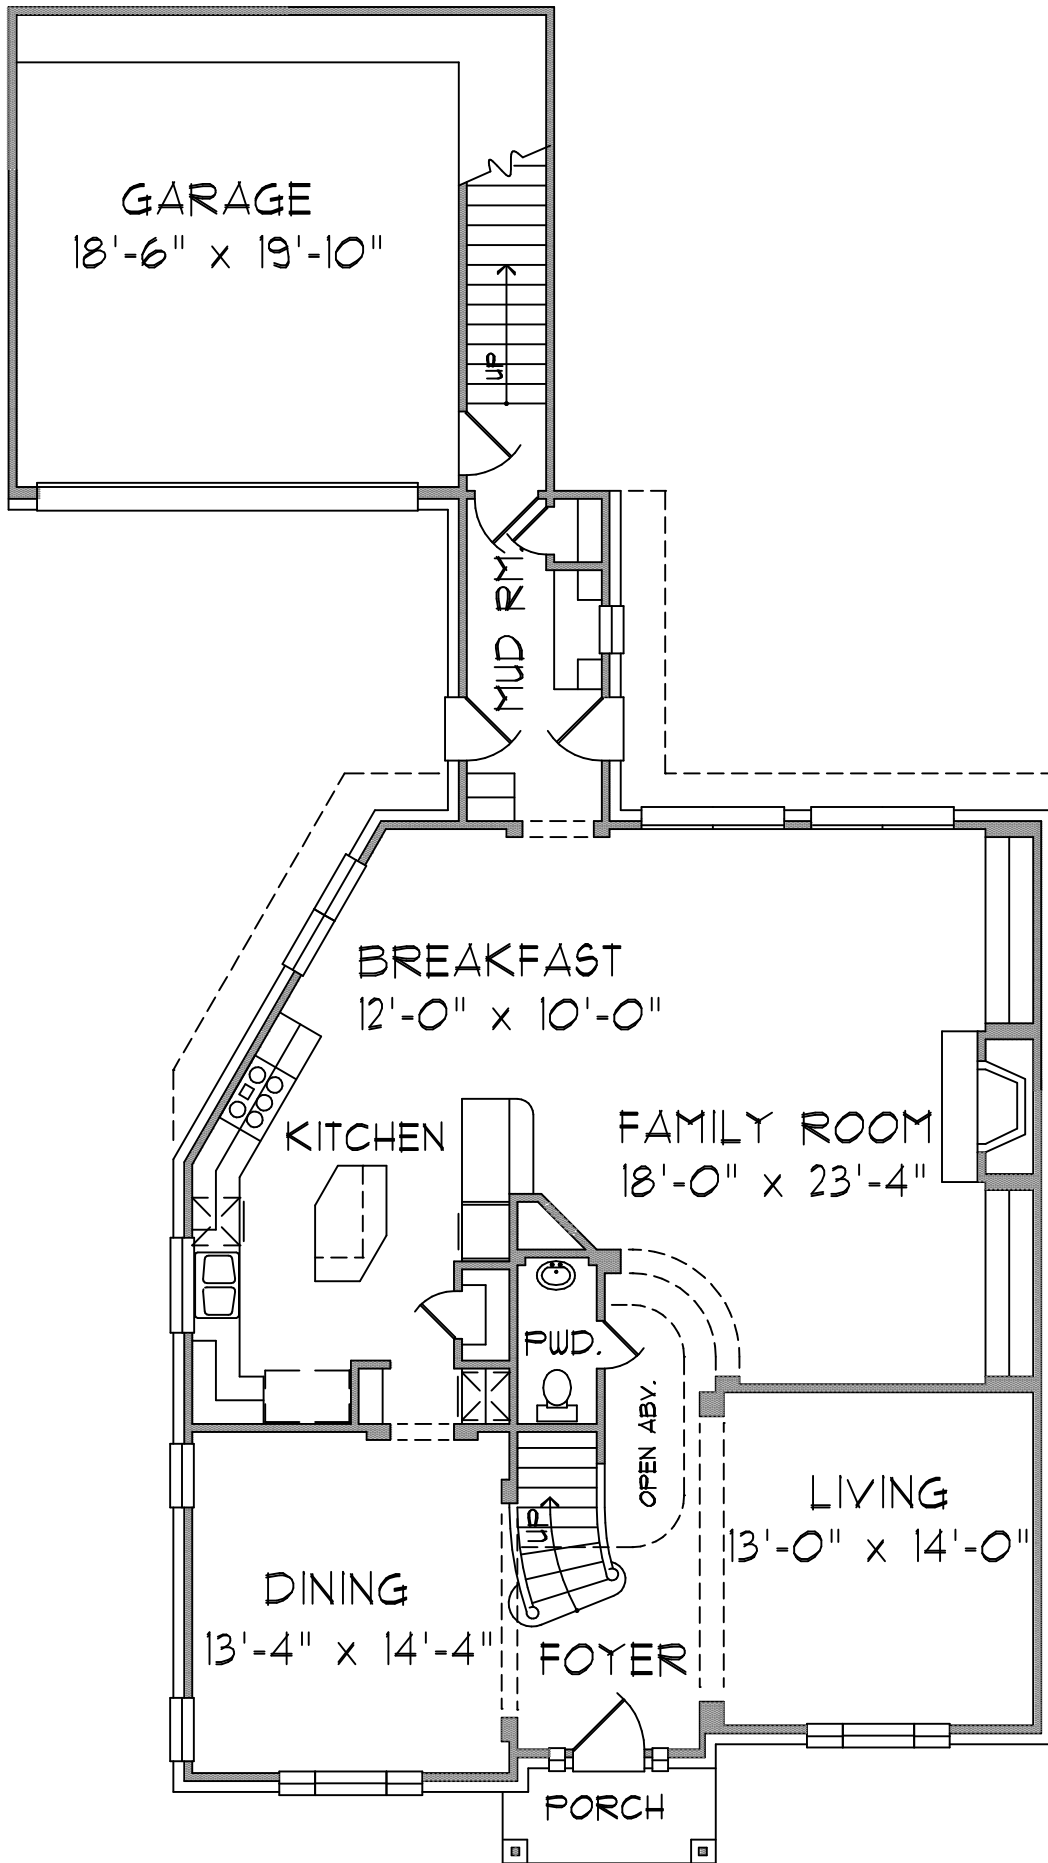 GARAGE
18'-6" x 19'-10"
UP
MUD RM.
BREAKFAST
12'-0" x 10'-0"
KITCHEN
FAMILY ROOM
18'-0" x 23'-4"
PWD.
OPEN ABV.
LIVING
13'-0" x 14'-0"
UP
DINING
13'-4" x 14'-4"
FOYER
PORCH